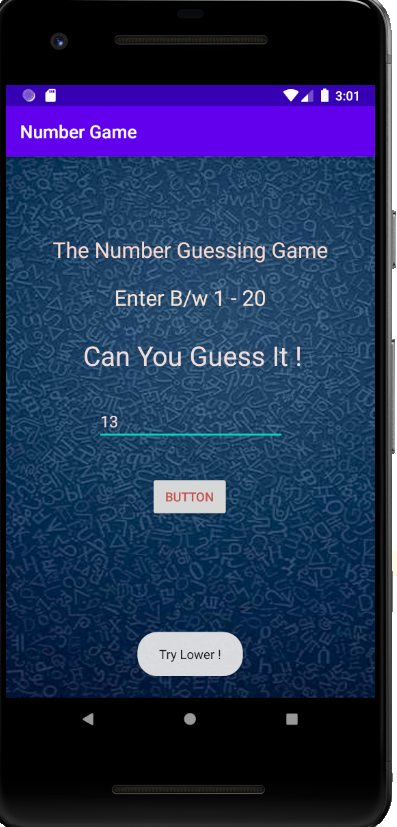 3:01
Number Game
The Number Guessing Game
Enter B/w 1 - 20
Can You Guess It !
13
BUTTON
Try Lower !